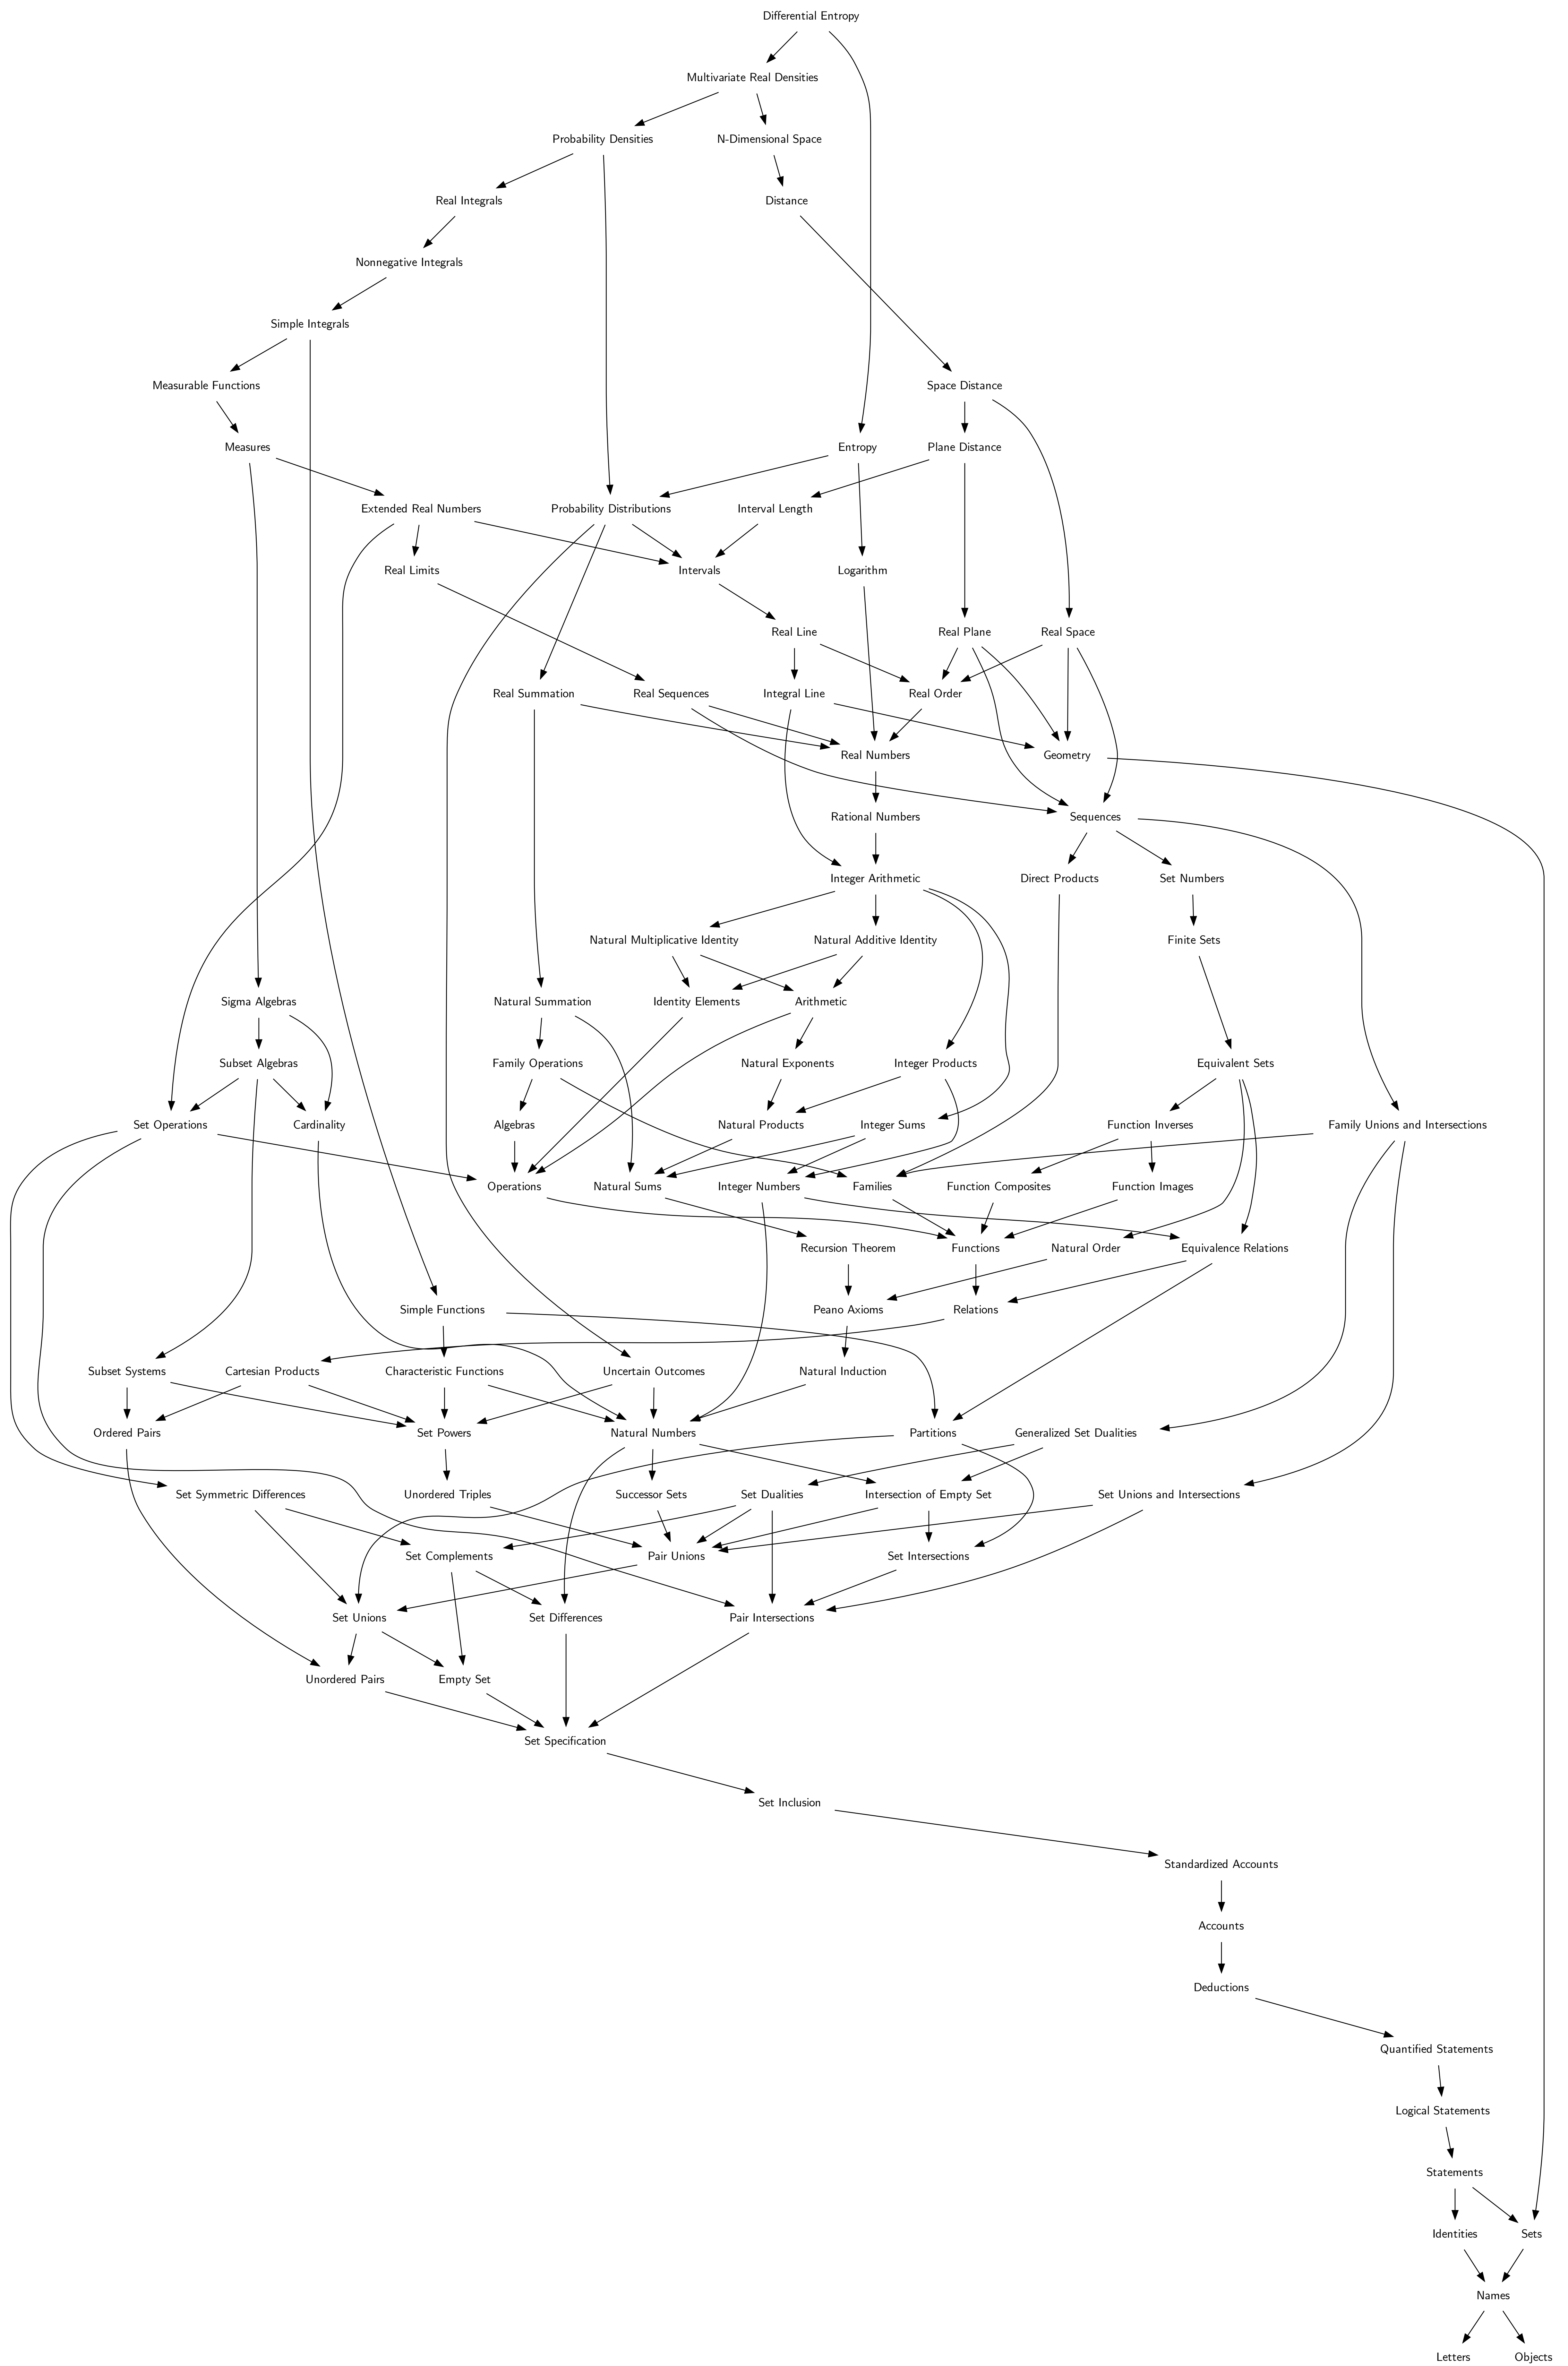 Differential Entropy
Multivariate Real Densities
Probability Densities
N-Dimensional Space
Real Integrals
Distance
Nonnegative Integrals
Simple Integrals
Measurable Functions
Space Distance
Measures
Entropy
Plane Distance
Extended Real Numbers
Probability Distributions
Interval Length
Real Limits
Intervals
Logarithm
Real Line
Real Plane
Real Space
Real Summation
Real Sequences
Integral Line
Real Order
Real Numbers
Geometry
Rational Numbers
Sequences
Integer Arithmetic
Direct Products
Set Numbers
Natural Multiplicative Identity
Natural Additive Identity
Finite Sets
Sigma Algebras
Natural Summation
Identity Elements
Arithmetic
Subset Algebras
Family Operations
Natural Exponents
Integer Products
Equivalent Sets
Set Operations
Cardinality
Algebras
Natural Products
Integer Sums
Function Inverses
Family Unions and Intersections
Operations
Natural Sums
Integer Numbers
Families
Function Composites
Function Images
Recursion Theorem
Functions
Natural Order
Equivalence Relations
Simple Functions
Peano Axioms
Relations
Subset Systems
Cartesian Products
Characteristic Functions
Uncertain Outcomes
Natural Induction
Ordered Pairs
Set Powers
Natural Numbers
Partitions
Generalized Set Dualities
Set Symmetric Differences
Unordered Triples
Successor Sets
Set Dualities
Intersection of Empty Set
Set Unions and Intersections
Set Complements
Pair Unions
Set Intersections
Set Unions
Set Differences
Pair Intersections
Unordered Pairs
Empty Set
Set Specification
Set Inclusion
Standardized Accounts
Accounts
Deductions
Quantified Statements
Logical Statements
Statements
Identities
Sets
Names
Letters
Objects